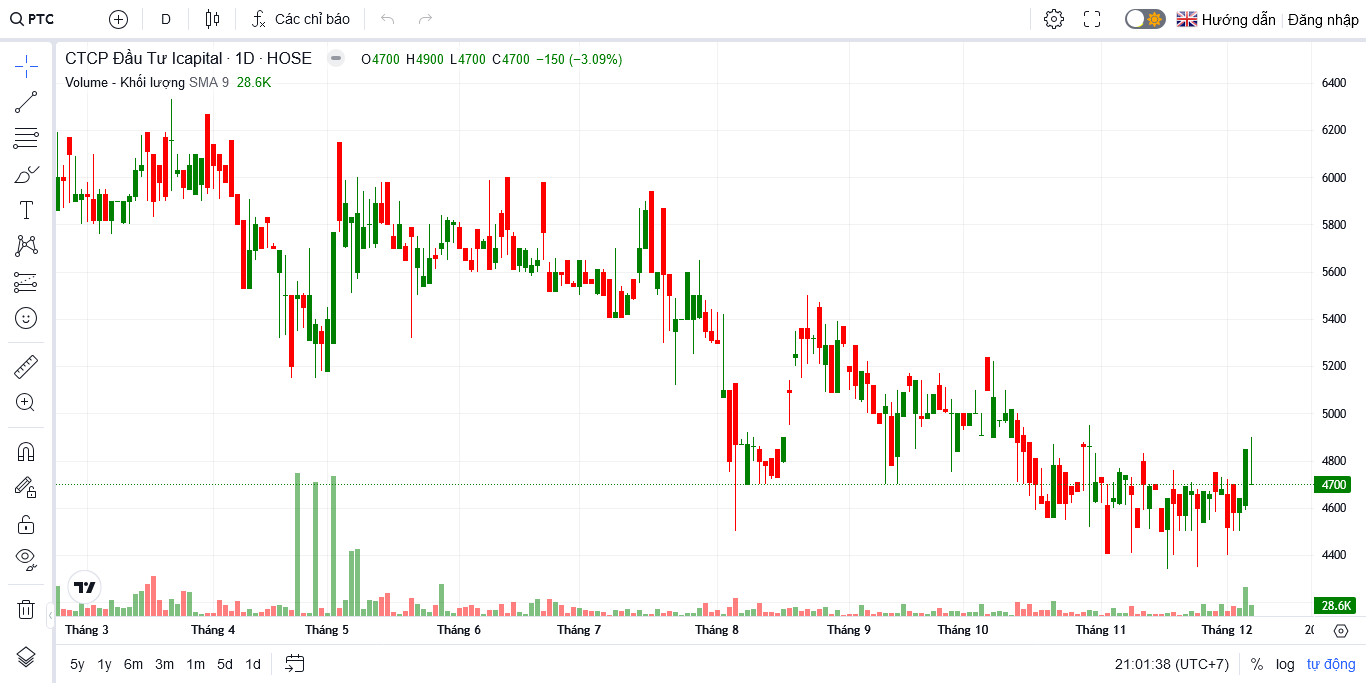 PTC D Các chỉ báo Hướng dẫn Đăng nhập
CTCP Đầu Tư Icapital · 1D · HOSE O4700 H4900 L4700 C4700 −150 (−3.09%)
Volume - Khối lượng SMA 9 28.6K
6400
6200
6000
5800
5600
5400
5200
5000
4800
4700
4600
4400
28.6K
Tháng 3 Tháng 4 Tháng 5 Tháng 6 Tháng 7 Tháng 8 Tháng 9 Tháng 10 Tháng 11 Tháng 12
5y 1y 6m 3m 1m 5d 1d 21:01:38 (UTC+7) % log tự động